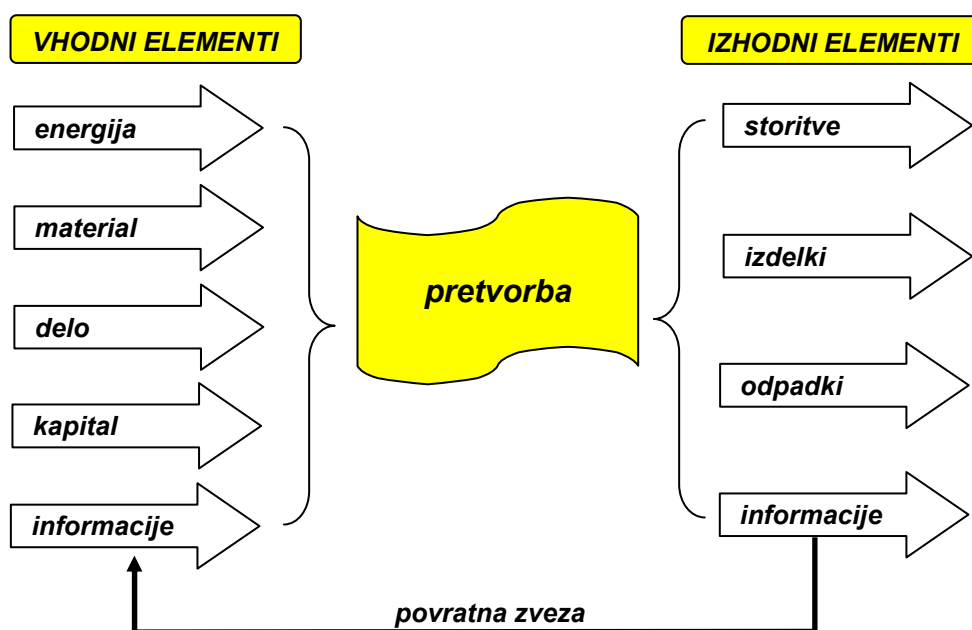 VHODNI ELEMENTI
IZHODNI ELEMENTI
energija
material
delo
kapital
informacije
pretvorba
storitve
izdelki
odpadki
informacije
povratna zveza